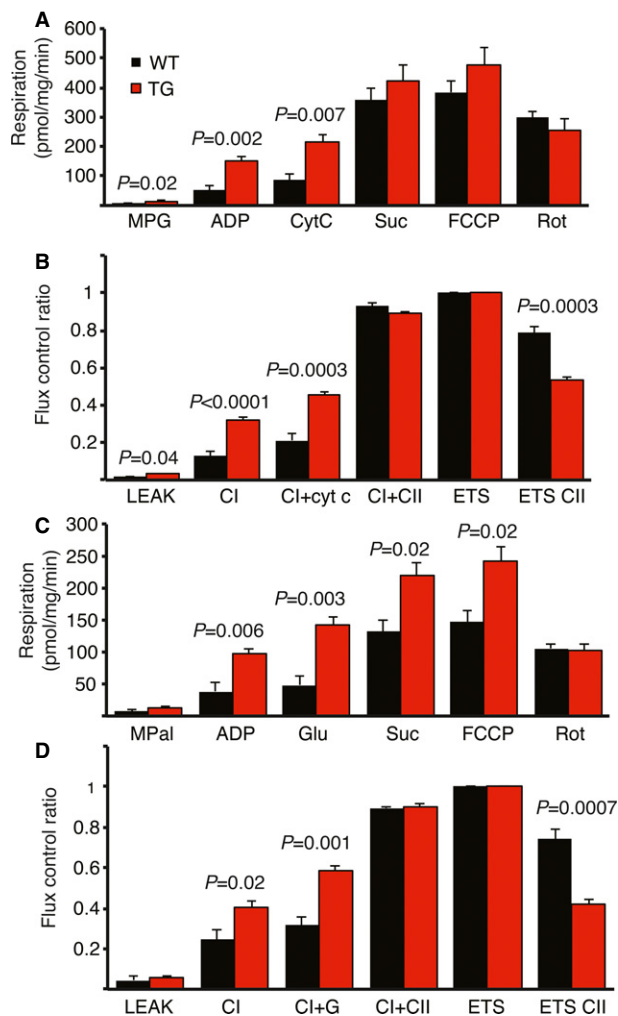 A
Respiration
(pmol/mg/min)
600
500
400
300
200
100
WT
TG
P=0.02
P=0.002
P=0.007
MPG ADP CytC Suc FCCP Rot
B
Flux control ratio
1
0.8
0.6
0.4
0.2
P=0.04
P<0.0001
P=0.0003
P=0.0003
LEAK CI CI+cyt c CI+CII ETS ETS CII
C
Respiration
(pmol/mg/min)
300
250
200
150
100
50
P=0.006
P=0.003
P=0.02
P=0.02
MPal ADP Glu Suc FCCP Rot
D
Flux control ratio
1
0.8
0.6
0.4
0.2
P=0.02
P=0.001
P=0.0007
LEAK CI CI+G CI+CII ETS ETS CII